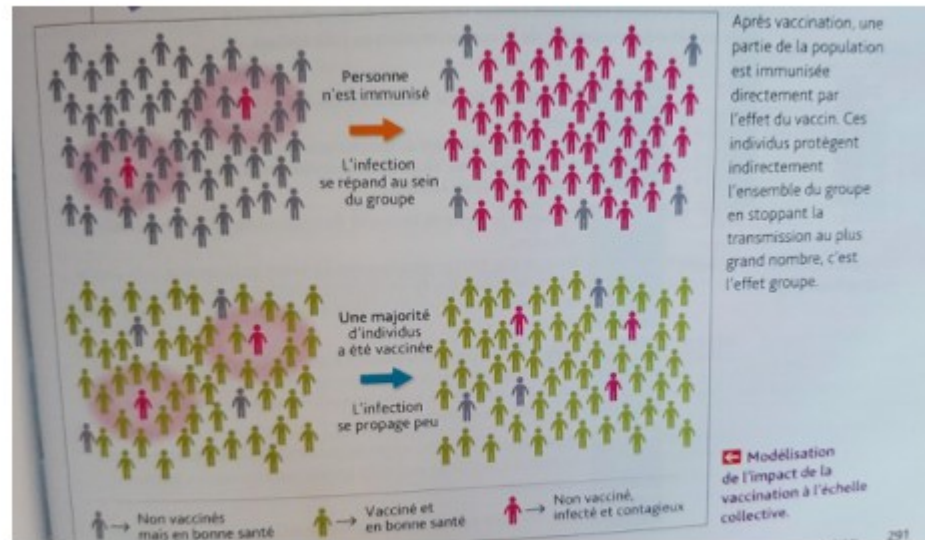 Personne
n'est immunisé
L'infection
se répand au sein
du groupe
Après vaccination, une
partie de la population
est immunisée
directement par
l'effet du vaccin. Ces
individus protègent
indirectement
l'ensemble du groupe
en stoppant la
transmission au plus
grand nombre, c'est
l'effet groupe.
Une majorité
d'individus
a été vaccinée
L'infection
se propage peu
Modélisation
de l'impact de la
vaccination à l'échelle
collective.
Non vaccinés
mais en bonne santé
Vacciné et
en bonne santé
Non vacciné,
infecté et contagieux
291